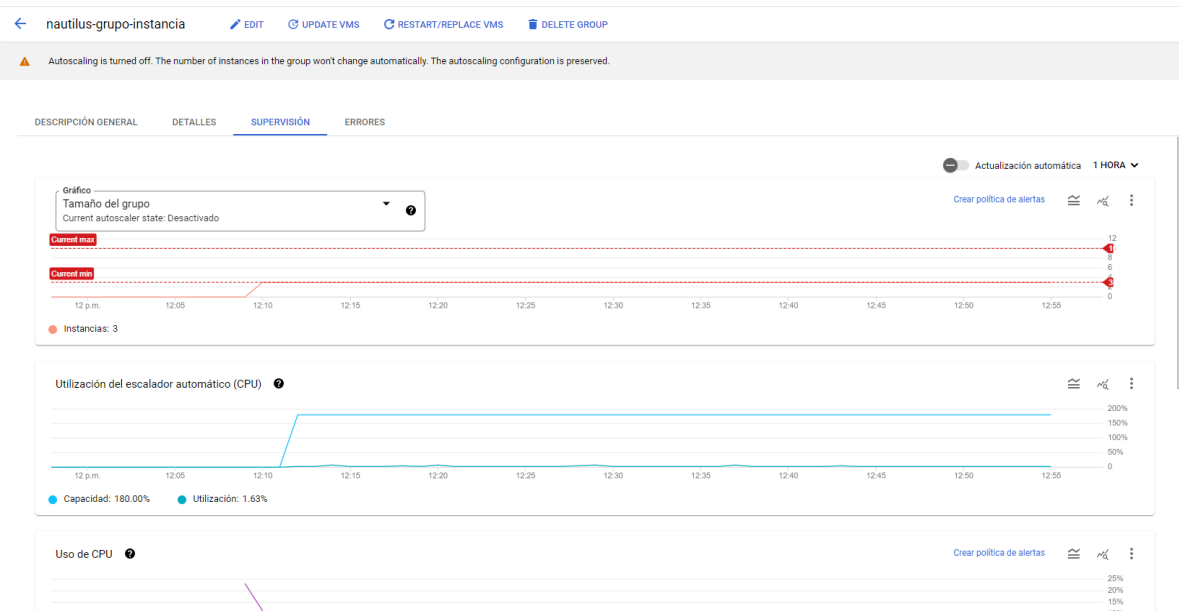 nautilus-grupo-instancia EDIT UPDATE VMS RESTART/REPLACE VMS DELETE GROUP
Autoscaling is turned off. The number of instances in the group won't change automatically. The autoscaling configuration is preserved.
DESCRIPCIÓN GENERAL DETALLES SUPERVISIÓN ERRORES
Actualización automática 1 HORA
Gráfico
Tamaño del grupo
Current autoscaler state: Desactivado
Crear política de alertas
Current max
12
8
6
Current min
4
3
0
12 p.m. 12:05 12:10 12:15 12:20 12:25 12:30 12:35 12:40 12:45 12:50 12:55
Instancias: 3
Utilización del escalador automático (CPU)
200%
150%
100%
50%
0
12 p.m. 12:05 12:10 12:15 12:20 12:25 12:30 12:35 12:40 12:45 12:50 12:55
Capacidad: 180.00% Utilización: 1.63%
Uso de CPU
Crear política de alertas
25%
20%
15%